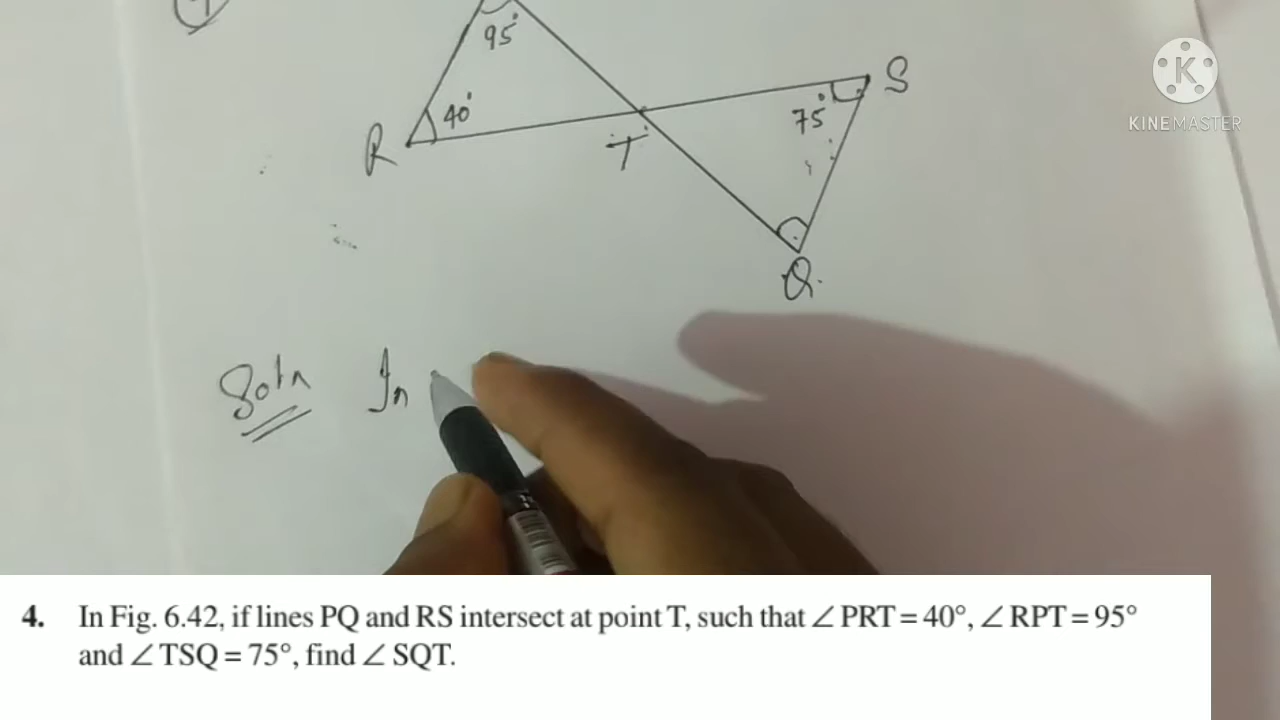 95°
40°
R
T
75°
S
Q
Soln In
KINEMASTER
4. In Fig. 6.42, if lines PQ and RS intersect at point T, such that ∠ PRT = 40°, ∠ RPT = 95°
and ∠ TSQ = 75°, find ∠ SQT.